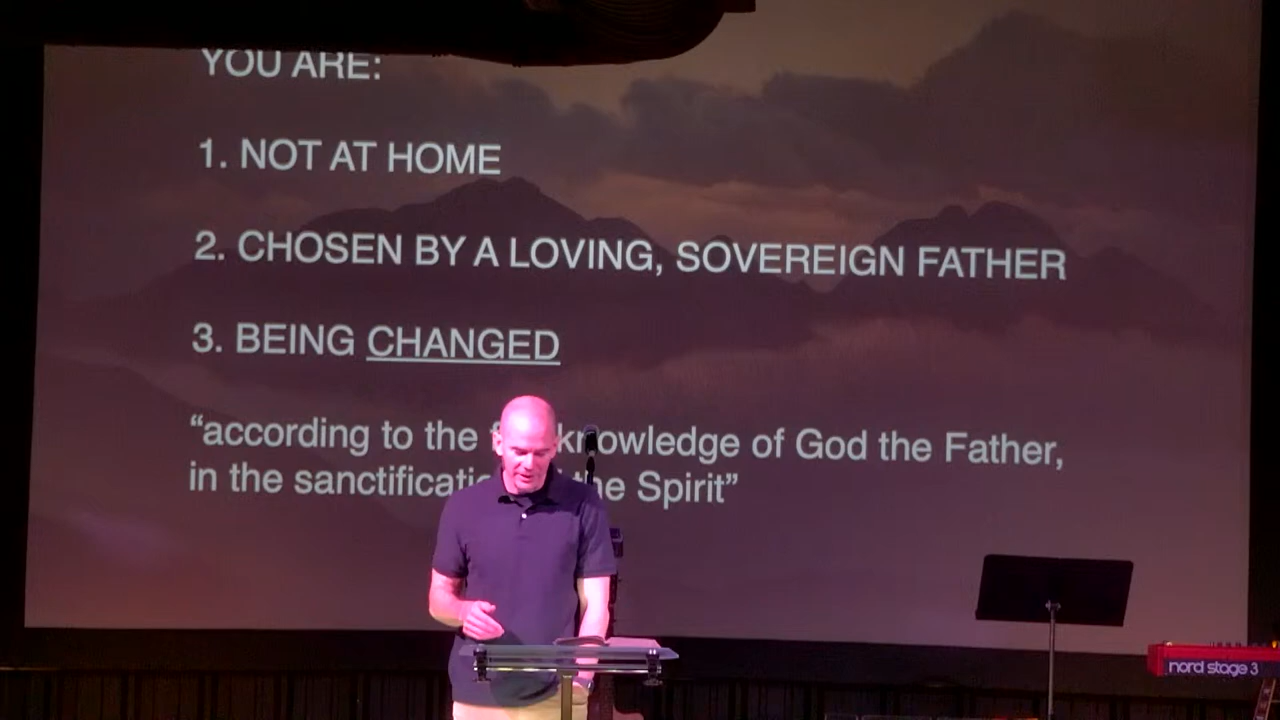 YOU ARE:
1. NOT AT HOME
2. CHOSEN BY A LOVING, SOVEREIGN FATHER
3. BEING CHANGED
“according to the knowledge of God the Father,
in the the Spirit”
nord stage 3